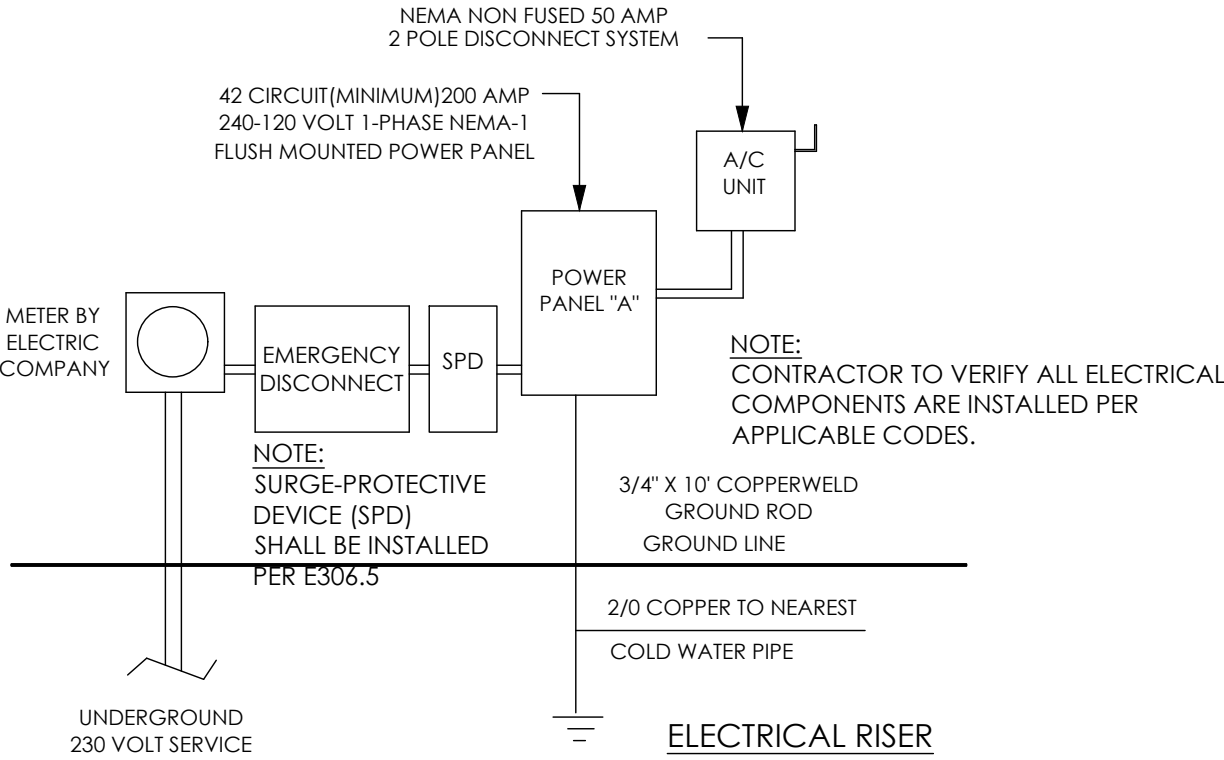 NEMA NON FUSED 50 AMP
2 POLE DISCONNECT SYSTEM
42 CIRCUIT(MINIMUM)200 AMP
240-120 VOLT 1-PHASE NEMA-1
FLUSH MOUNTED POWER PANEL
A/C
UNIT
POWER
PANEL "A"
METER BY
ELECTRIC
COMPANY
EMERGENCY
DISCONNECT
SPD
NOTE:
CONTRACTOR TO VERIFY ALL ELECTRICAL
COMPONENTS ARE INSTALLED PER
APPLICABLE CODES.
NOTE:
SURGE-PROTECTIVE
DEVICE (SPD)
SHALL BE INSTALLED
PER E306.5
3/4" X 10' COPPERWELD
GROUND ROD
GROUND LINE
2/0 COPPER TO NEAREST
COLD WATER PIPE
UNDERGROUND
230 VOLT SERVICE
ELECTRICAL RISER